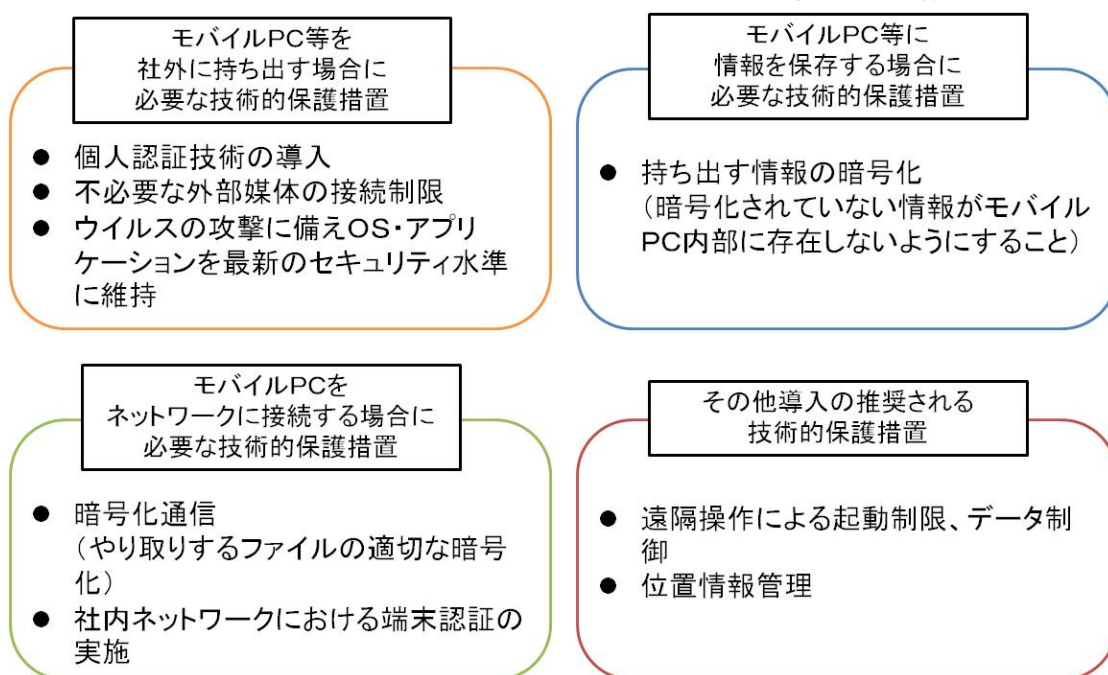 モバイルPC等を
社外に持ち出す場合に
必要な技術的保護措置
● 個人認証技術の導入
● 不必要な外部媒体の接続制限
● ウイルスの攻撃に備えOS・アプリ
ケーションを最新のセキュリティ水準
に維持
モバイルPC等に
情報を保存する場合に
必要な技術的保護措置
● 持ち出す情報の暗号化
（暗号化されていない情報がモバイル
PC内部に存在しないようにすること）
モバイルPCを
ネットワークに接続する場合に
必要な技術的保護措置
● 暗号化通信
（やり取りするファイルの適切な暗号
化）
● 社内ネットワークにおける端末認証の
実施
その他導入の推奨される
技術的保護措置
● 遠隔操作による起動制限、データ制
御
● 位置情報管理